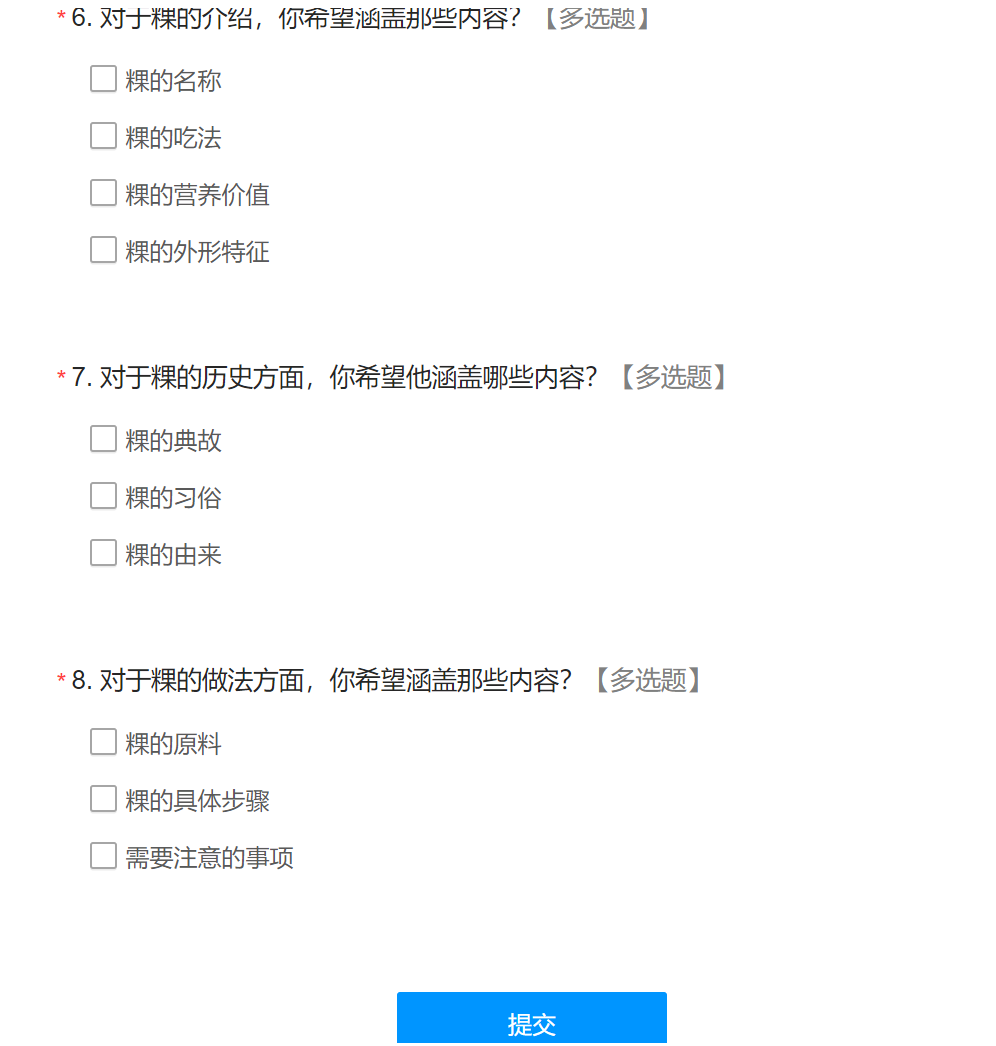 * 6. 对于粿的介绍，你希望涵盖那些内容？【多选题】
粿的名称
粿的吃法
粿的营养价值
粿的外形特征
* 7. 对于粿的历史方面，你希望他涵盖哪些内容？【多选题】
粿的典故
粿的习俗
粿的由来
* 8. 对于粿的做法方面，你希望涵盖那些内容？【多选题】
粿的原料
粿的具体步骤
需要注意的事项
提交